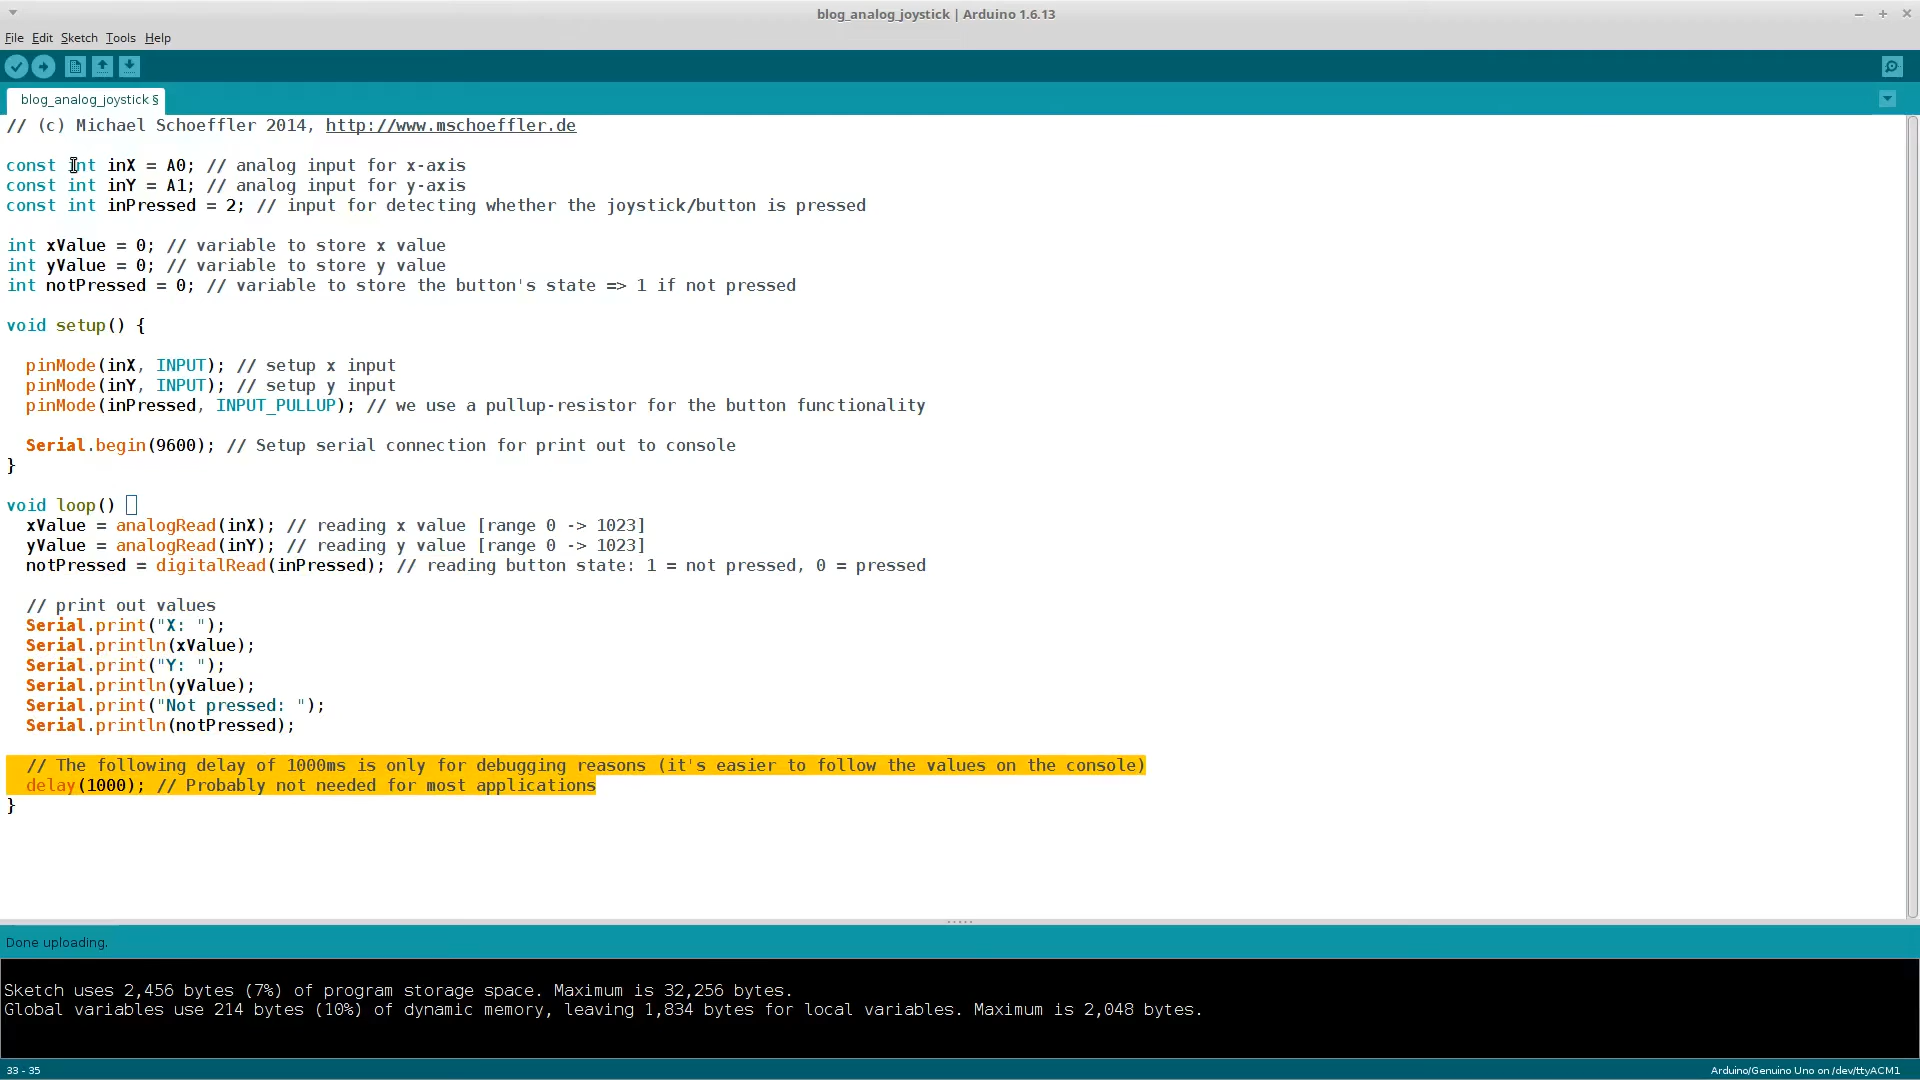 blog_analog_joystick | Arduino 1.6.13
File Edit Sketch Tools Help
blog_analog_joystick §
// (c) Michael Schoeffler 2014, http://www.mschoeffler.de
const int inX = A0; // analog input for x-axis
const int inY = A1; // analog input for y-axis
const int inPressed = 2; // input for detecting whether the joystick/button is pressed
int xValue = 0; // variable to store x value
int yValue = 0; // variable to store y value
int notPressed = 0; // variable to store the button's state => 1 if not pressed
void setup() {
pinMode(inX, INPUT); // setup x input
pinMode(inY, INPUT); // setup y input
pinMode(inPressed, INPUT_PULLUP); // we use a pullup-resistor for the button functionality
Serial.begin(9600); // Setup serial connection for print out to console
}
void loop()
xValue = analogRead(inX); // reading x value [range 0 -> 1023]
yValue = analogRead(inY); // reading y value [range 0 -> 1023]
notPressed = digitalRead(inPressed); // reading button state: 1 = not pressed, 0 = pressed
// print out values
Serial.print("X: ");
Serial.println(xValue);
Serial.print("Y: ");
Serial.println(yValue);
Serial.print("Not pressed: ");
Serial.println(notPressed);
// The following delay of 1000ms is only for debugging reasons (it's easier to follow the values on the console)
delay(1000); // Probably not needed for most applications
}
Done uploading.
Sketch uses 2,456 bytes (7%) of program storage space. Maximum is 32,256 bytes.
Global variables use 214 bytes (10%) of dynamic memory, leaving 1,834 bytes for local variables. Maximum is 2,048 bytes.
33 - 35
Arduino/Genuino Uno on /dev/ttyACM1